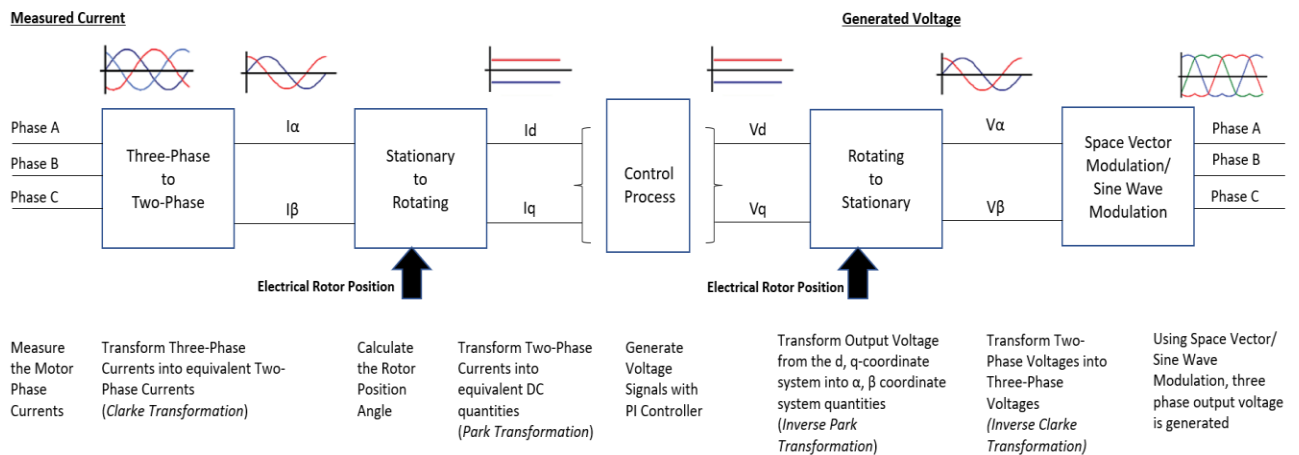 Measured Current
Generated Voltage
Phase A
Phase B
Phase C
Three-Phase
to
Two-Phase
Iα
Iβ
Stationary
to
Rotating
Id
Iq
Control
Process
Vd
Vq
Rotating
to
Stationary
Vα
Vβ
Space Vector
Modulation/
Sine Wave
Modulation
Phase A
Phase B
Phase C
Electrical Rotor Position
Electrical Rotor Position
Measure
the Motor
Phase
Currents
Transform Three-Phase
Currents into equivalent Two-
Phase Currents
(Clarke Transformation)
Calculate
the Rotor
Position
Angle
Transform Two-Phase
Currents into
equivalent DC
quantities
(Park Transformation)
Generate
Voltage
Signals with
PI Controller
Transform Output Voltage
from the d, q-coordinate
system into α, β coordinate
system quantities
(Inverse Park
Transformation)
Transform Two-
Phase Voltages into
Three-Phase
Voltages
(Inverse Clarke
Transformation)
Using Space Vector/
Sine Wave
Modulation, three
phase output voltage
is generated